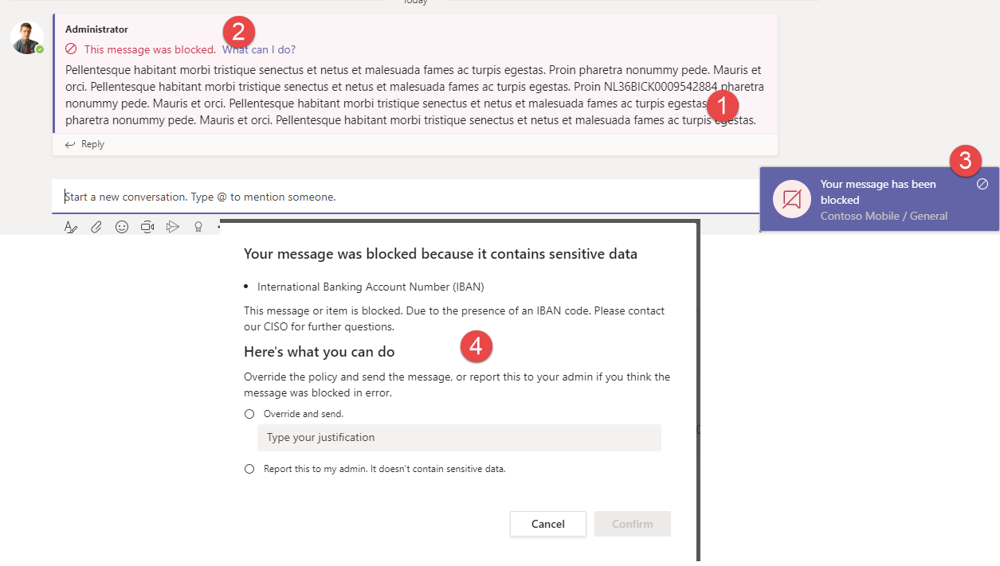 Today
Administrator
2
This message was blocked. What can I do?
Pellentesque habitant morbi tristique senectus et netus et malesuada fames ac turpis egestas. Proin pharetra nonummy pede. Mauris et
orci. Pellentesque habitant morbi tristique senectus et netus et malesuada fames ac turpis egestas. Proin NL36BICK0009542884 pharetra
nonummy pede. Mauris et orci. Pellentesque habitant morbi tristique senectus et netus et malesuada fames ac turpis egestas
1
pharetra nonummy pede. Mauris et orci. Pellentesque habitant morbi tristique senectus et netus et malesuada fames ac turpis egestas.
Reply
3
Your message has been
blocked
Contoso Mobile / General
Start a new conversation. Type @ to mention someone.
Your message was blocked because it contains sensitive data
• International Banking Account Number (IBAN)
This message or item is blocked. Due to the presence of an IBAN code. Please contact
our CISO for further questions.
4
Here's what you can do
Override the policy and send the message, or report this to your admin if you think the
message was blocked in error.
Override and send.
Type your justification
Report this to my admin. It doesn't contain sensitive data.
Cancel
Confirm